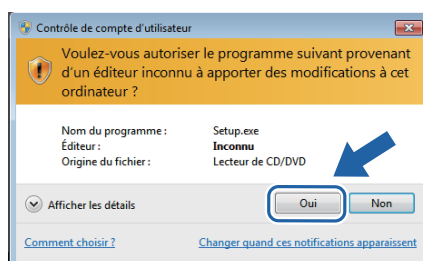 Contrôle de compte d'utilisateur
Voulez-vous autoriser le programme suivant provenant
d'un éditeur inconnu à apporter des modifications à cet
ordinateur ?
Nom du programme : Setup.exe
Éditeur : Inconnu
Origine du fichier : Lecteur de CD/DVD
Afficher les détails Oui Non
Comment choisir ? Changer quand ces notifications apparaissent